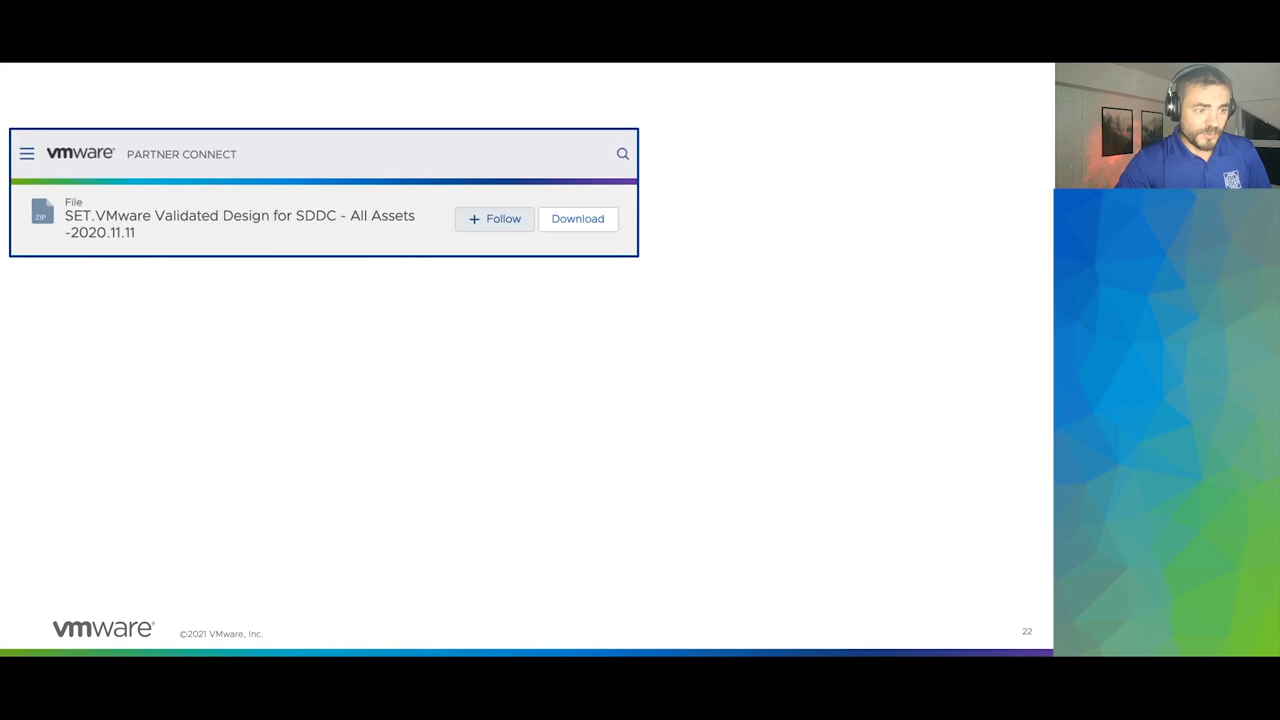 vmware® PARTNER CONNECT
File
ZIP
SET.VMware Validated Design for SDDC - All Assets
-2020.11.11
+ Follow
Download
vmware®
©2021 VMware, Inc.
22